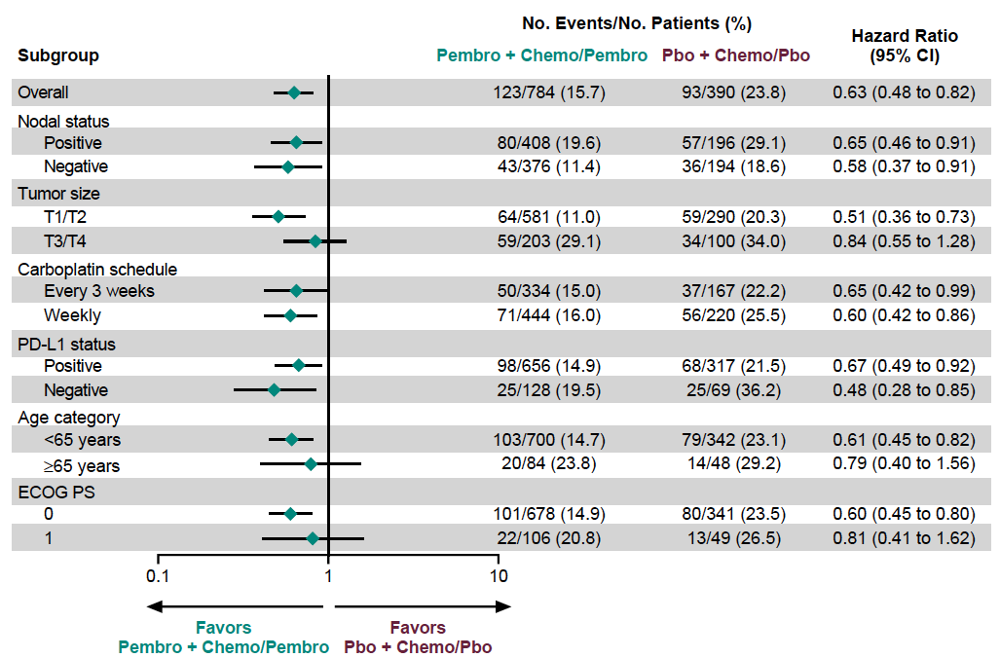 No. Events/No. Patients (%)
Subgroup Pembro + Chemo/Pembro Pbo + Chemo/Pbo Hazard Ratio (95% CI)
Overall 123/784 (15.7) 93/390 (23.8) 0.63 (0.48 to 0.82)
Nodal status
Positive 80/408 (19.6) 57/196 (29.1) 0.65 (0.46 to 0.91)
Negative 43/376 (11.4) 36/194 (18.6) 0.58 (0.37 to 0.91)
Tumor size
T1/T2 64/581 (11.0) 59/290 (20.3) 0.51 (0.36 to 0.73)
T3/T4 59/203 (29.1) 34/100 (34.0) 0.84 (0.55 to 1.28)
Carboplatin schedule
Every 3 weeks 50/334 (15.0) 37/167 (22.2) 0.65 (0.42 to 0.99)
Weekly 71/444 (16.0) 56/220 (25.5) 0.60 (0.42 to 0.86)
PD-L1 status
Positive 98/656 (14.9) 68/317 (21.5) 0.67 (0.49 to 0.92)
Negative 25/128 (19.5) 25/69 (36.2) 0.48 (0.28 to 0.85)
Age category
<65 years 103/700 (14.7) 79/342 (23.1) 0.61 (0.45 to 0.82)
≥65 years 20/84 (23.8) 14/48 (29.2) 0.79 (0.40 to 1.56)
ECOG PS
0 101/678 (14.9) 80/341 (23.5) 0.60 (0.45 to 0.80)
1 22/106 (20.8) 13/49 (26.5) 0.81 (0.41 to 1.62)
0.1 1 10
Favors Favors
Pembro + Chemo/Pembro Pbo + Chemo/Pbo